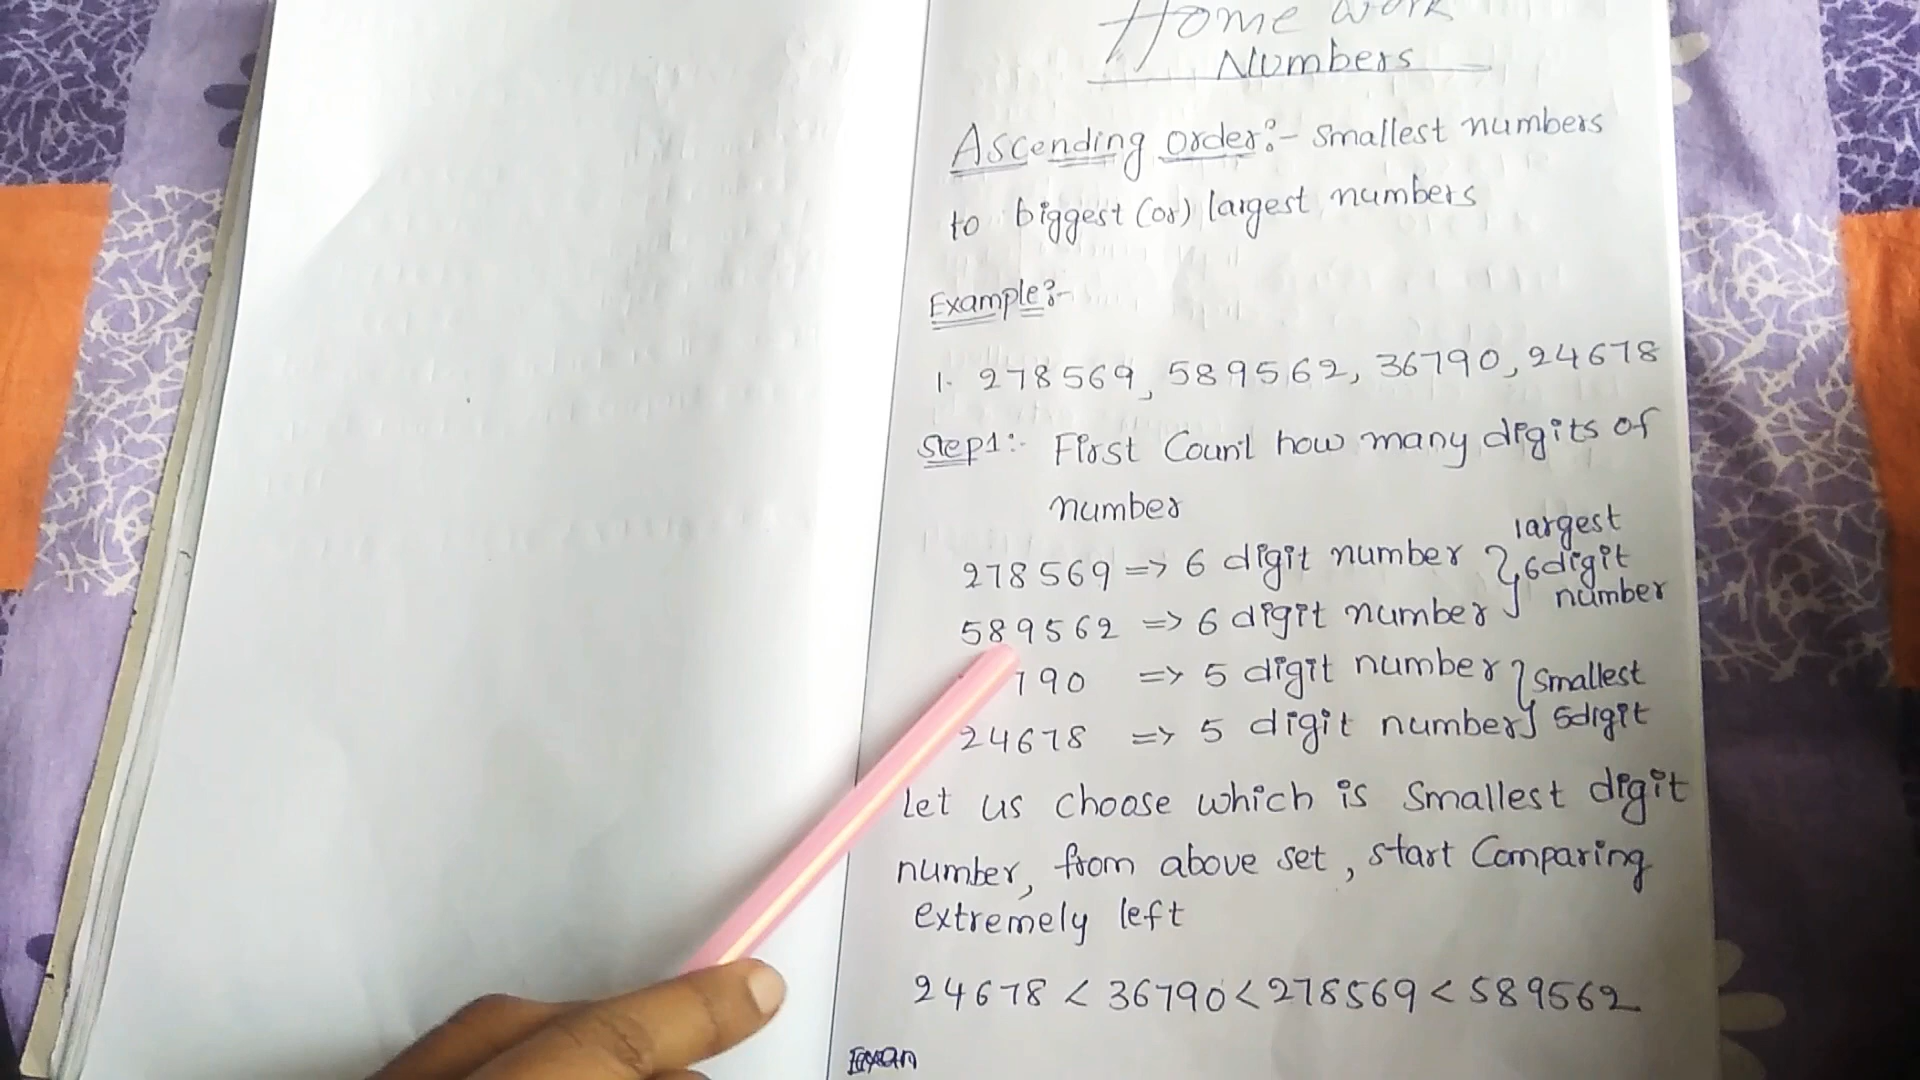 Home Work
Numbers
Ascending order:- Smallest numbers
to biggest (or) largest numbers
Example:-
1. 278569, 589562, 36790, 24678
Step1:- First Count how many digits of
number
278569 => 6 digit number
589562 => 6 digit number
largest
6digit
number
790 => 5 digit number
24678 => 5 digit number
Smallest
5digit
Let us choose which is smallest digit
number, from above set, start Comparing
extremely left
24678 < 36790 < 278569 < 589562